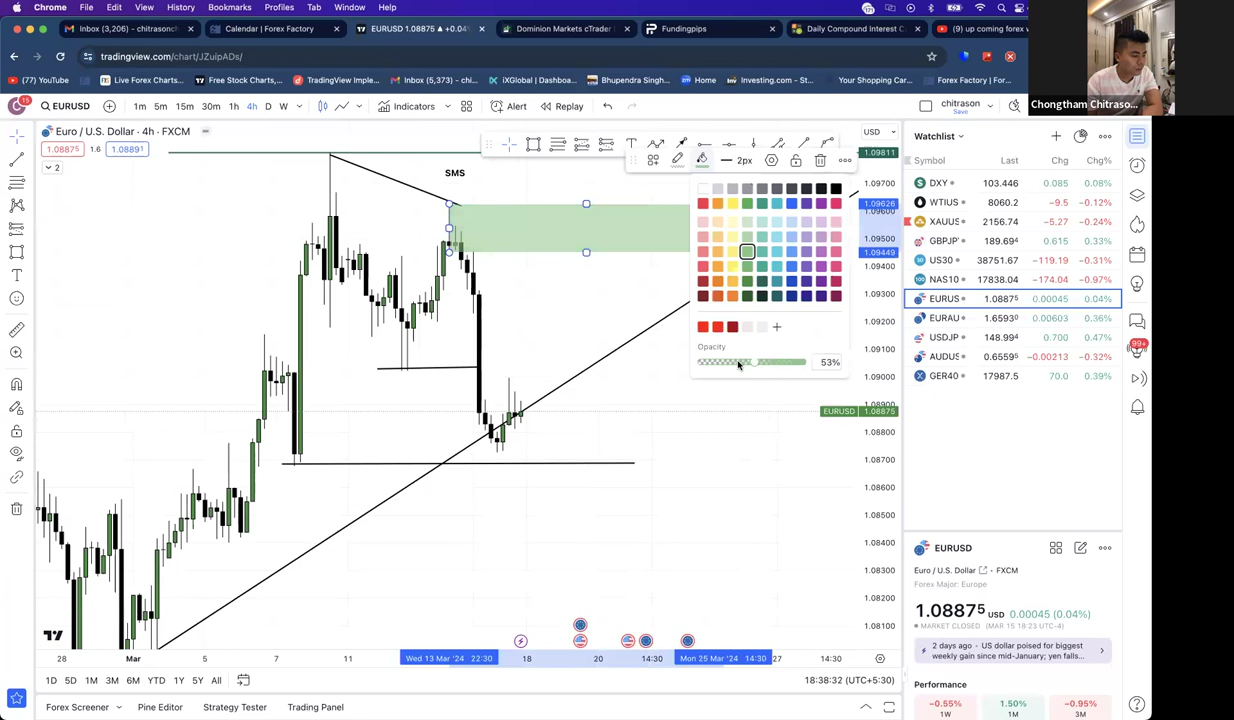 Chrome File Edit View History Bookmarks Profiles Tab Window Help
Inbox (3,206) - chitrasonch
Calendar | Forex Factory
EURUSD 1.08875 ▲ +0.04%
Dominion Markets cTrader
Fundingpips
Daily Compound Interest C
(9) up coming forex
tradingview.com/chart/JZuipADs/
(77) YouTube
Live Forex Charts,...
Free Stock Charts,...
TradingView Imple...
Inbox (5,373) - chi...
iXGlobal | Dashboa...
Bhupendra Singh...
Home
Investing.com - St...
Your Shopping Car...
Forex Factory | For...
Chongtham Chitraso...
15
EURUSD
1m 5m 15m 30m 1h 4h D W
Indicators
Alert
Replay
chitrason
Save
Euro / U.S. Dollar · 4h · FXCM
1.08875 1.6 1.08891
2
SMS
2px
USD
1.09811
1.09700
1.09626
1.09600
1.09500
1.09449
1.09400
1.09300
1.09200
1.09100
1.09000
1.08900
EURUSD 1.08875
1.08800
1.08700
1.08600
1.08500
1.08400
1.08300
1.08200
1.08100
Opacity
53%
28 Mar 5 7 11 Wed 13 Mar '24 22:30 18 20 14:30 Mon 25 Mar '24 14:30 27 14:30
1D 5D 1M 3M 6M YTD 1Y 5Y All
18:38:32 (UTC+5:30)
Forex Screener
Pine Editor
Strategy Tester
Trading Panel
Watchlist
Symbol Last Chg Chg%
DXY 103.446 0.085 0.08%
WTIUS 8060.2 −9.5 −0.12%
XAUUS 2156.74 −5.27 −0.24%
GBPJP 189.694 0.615 0.33%
US30 38751.67 −119.19 −0.31%
NAS10 17838.04 −174.04 −0.97%
EURUS 1.08875 0.00045 0.04%
EURAU 1.65930 0.00603 0.36%
USDJP 148.994 0.700 0.47%
AUDUS 0.65595 −0.00213 −0.32%
GER40 17987.5 70.0 0.39%
99+
EURUSD
Euro / U.S. Dollar · FXCM
Forex Major: Europe
1.08875 USD 0.00045 (0.04%)
MARKET CLOSED (MAR 15 18:23 UTC-4)
2 days ago · US dollar poised for biggest
weekly gain since mid-January; yen falls...
Performance
−0.55% 1.50% −0.95%
1W 1M 3M